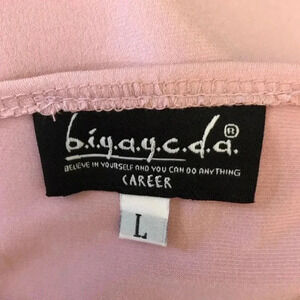 b.i.y.a.y.c.d.a.®
BELIEVE IN YOURSELF AND YOU CAN DO ANYTHING
CAREER
L